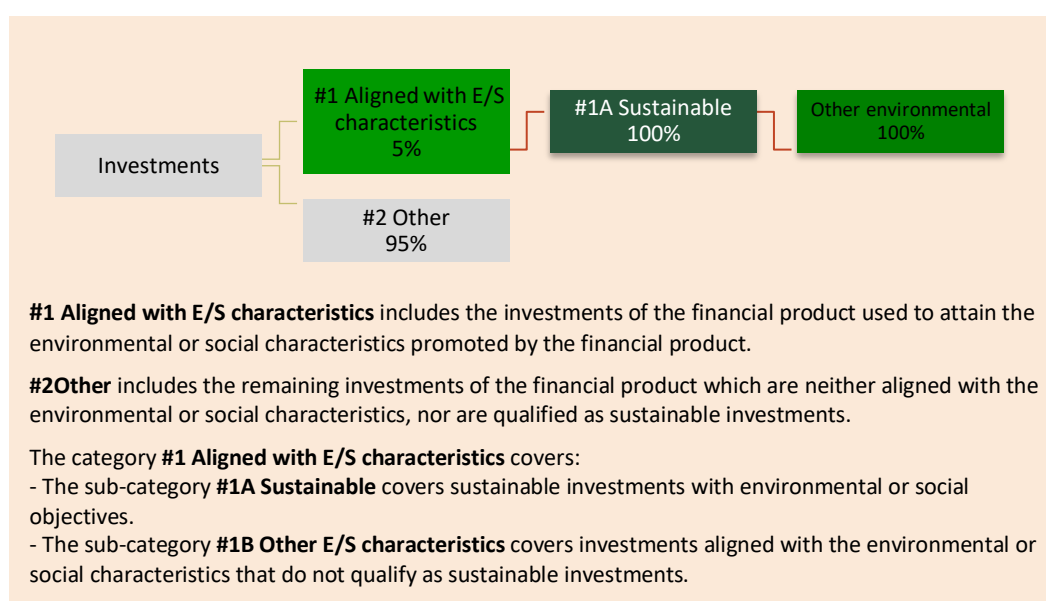 #1 Aligned with E/S
characteristics
5%
#1A Sustainable
100%
Other environmental
100%
Investments
#2 Other
95%
#1 Aligned with E/S characteristics includes the investments of the financial product used to attain the
environmental or social characteristics promoted by the financial product.
#2Other includes the remaining investments of the financial product which are neither aligned with the
environmental or social characteristics, nor are qualified as sustainable investments.
The category #1 Aligned with E/S characteristics covers:
- The sub-category #1A Sustainable covers sustainable investments with environmental or social
objectives.
- The sub-category #1B Other E/S characteristics covers investments aligned with the environmental or
social characteristics that do not qualify as sustainable investments.